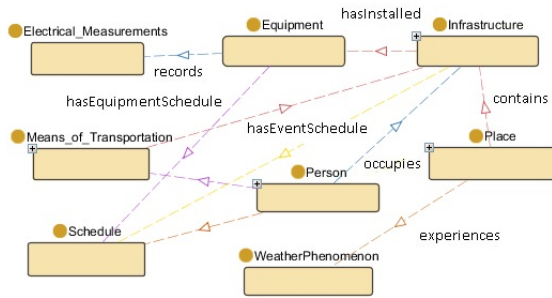 hasInstalled
Electrical_Measurements
Equipment
Infrastructure
records
hasEquipmentSchedule
contains
hasEventSchedule
Means_of_Transportation
Place
occupies
Person
Schedule
experiences
WeatherPhenomenon